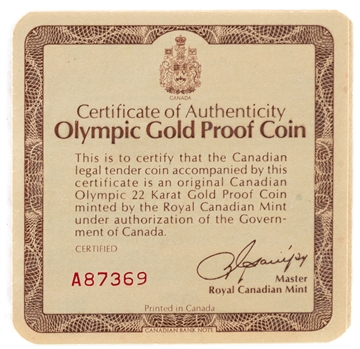 CANADA
Certificate of Authenticity
Olympic Gold Proof Coin
This is to certify that the Canadian
legal tender coin accompanied by this
certificate is an original Canadian
Olympic 22 Karat Gold Proof Coin
minted by the Royal Canadian Mint
under authorization of the Govern-
ment of Canada.
CERTIFIED
A87369
Master
Royal Canadian Mint
Printed in Canada
CANADIAN BANK NOTE